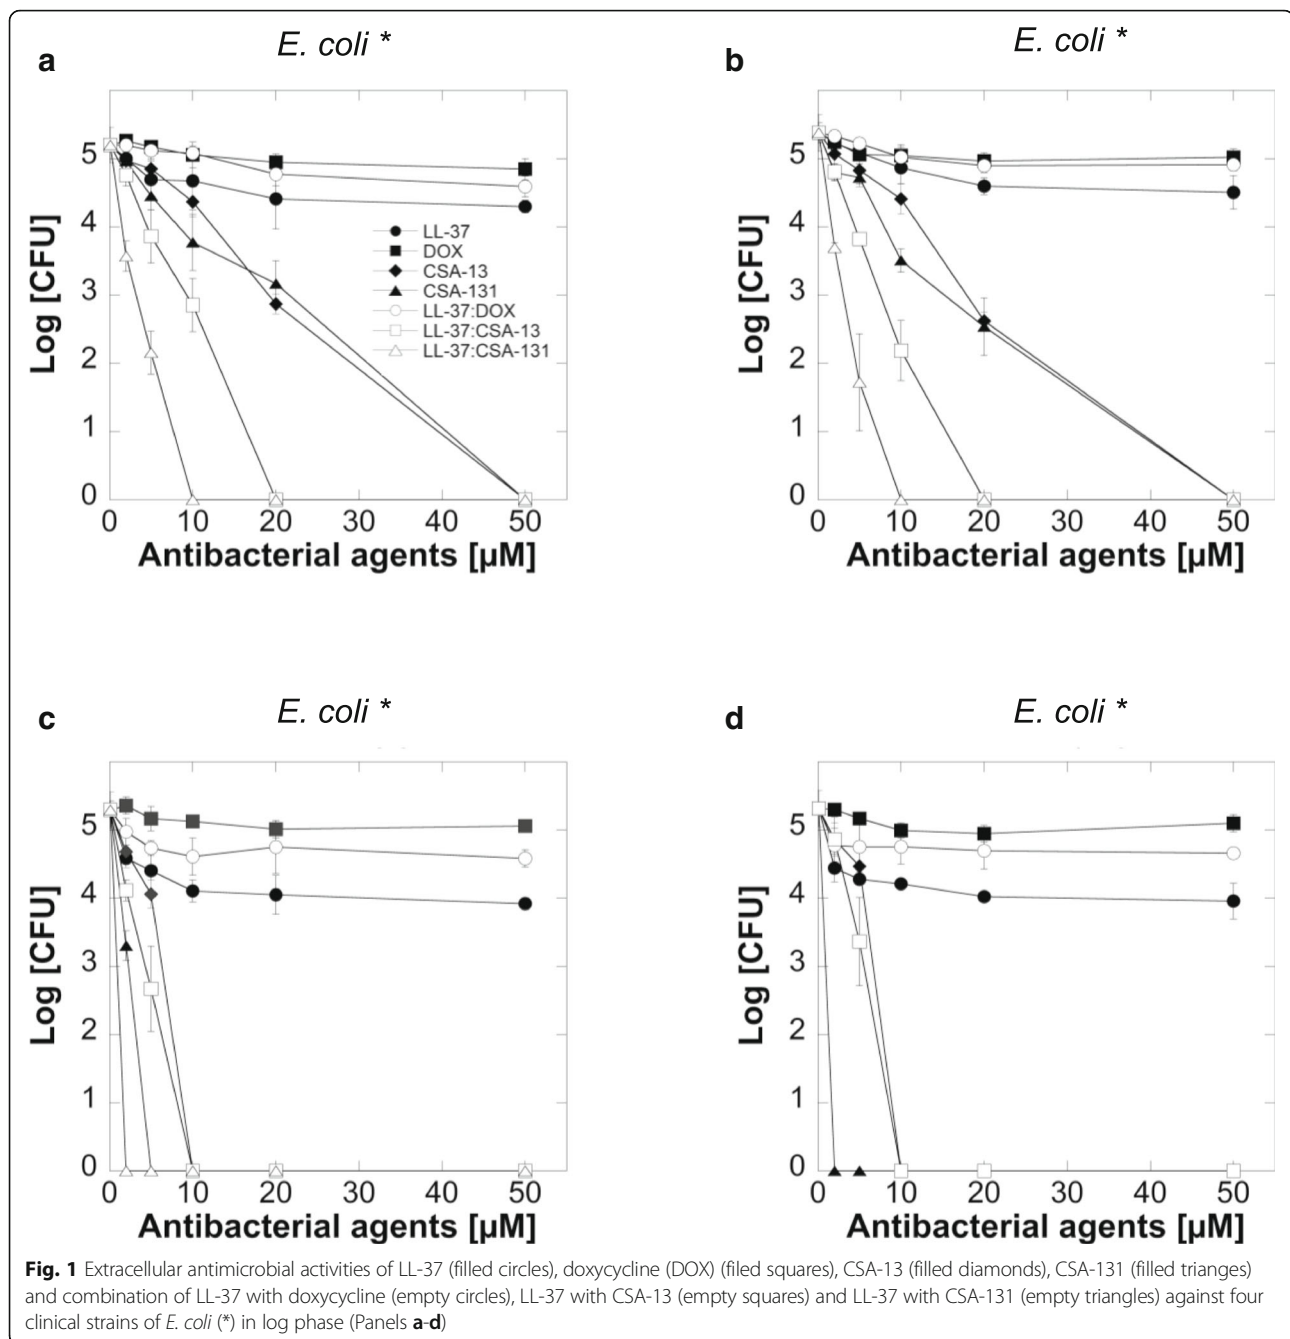 a
E. coli *
Log [CFU]
5
4
3
2
1
0
LL-37
DOX
CSA-13
CSA-131
LL-37:DOX
LL-37:CSA-13
LL-37:CSA-131
0 10 20 30 40 50
Antibacterial agents [µM]
b
E. coli *
Log [CFU]
5
4
3
2
1
0
0 10 20 30 40 50
Antibacterial agents [µM]
c
E. coli *
Log [CFU]
5
4
3
2
1
0
0 10 20 30 40 50
Antibacterial agents [µM]
d
E. coli *
Log [CFU]
5
4
3
2
1
0
0 10 20 30 40 50
Antibacterial agents [µM]
Fig. 1 Extracellular antimicrobial activities of LL-37 (filled circles), doxycycline (DOX) (filed squares), CSA-13 (filled diamonds), CSA-131 (filled trianges)
and combination of LL-37 with doxycycline (empty circles), LL-37 with CSA-13 (empty squares) and LL-37 with CSA-131 (empty triangles) against four
clinical strains of E. coli (*) in log phase (Panels a-d)